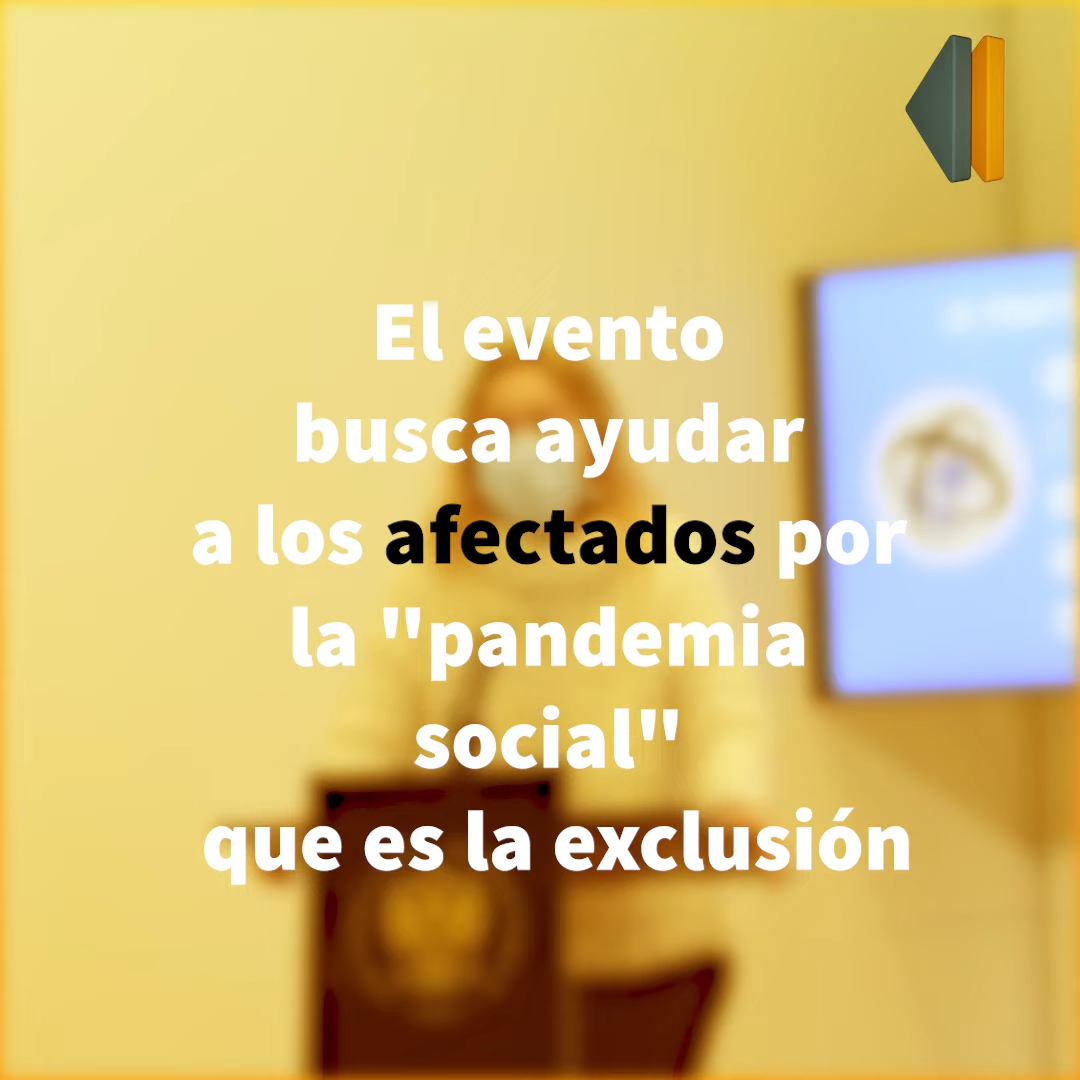 El evento
busca ayudar
a los afectados por
la "pandemia
social"
que es la exclusión